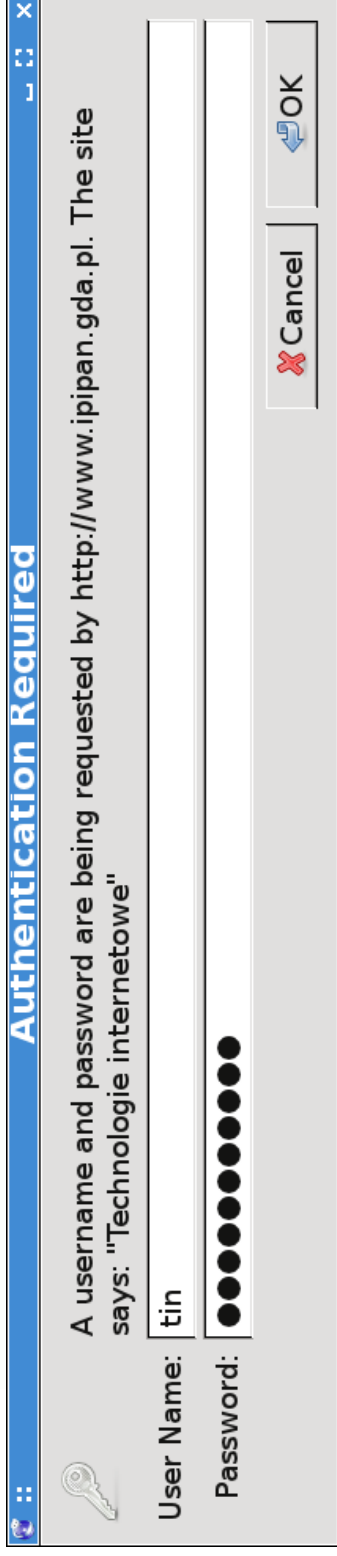 Authentication Required
A username and password are being requested by http://www.ipipan.gda.pl. The site
says: "Technologie internetowe"
User Name: tin
Password: ●●●●●●●●●●●
Cancel OK